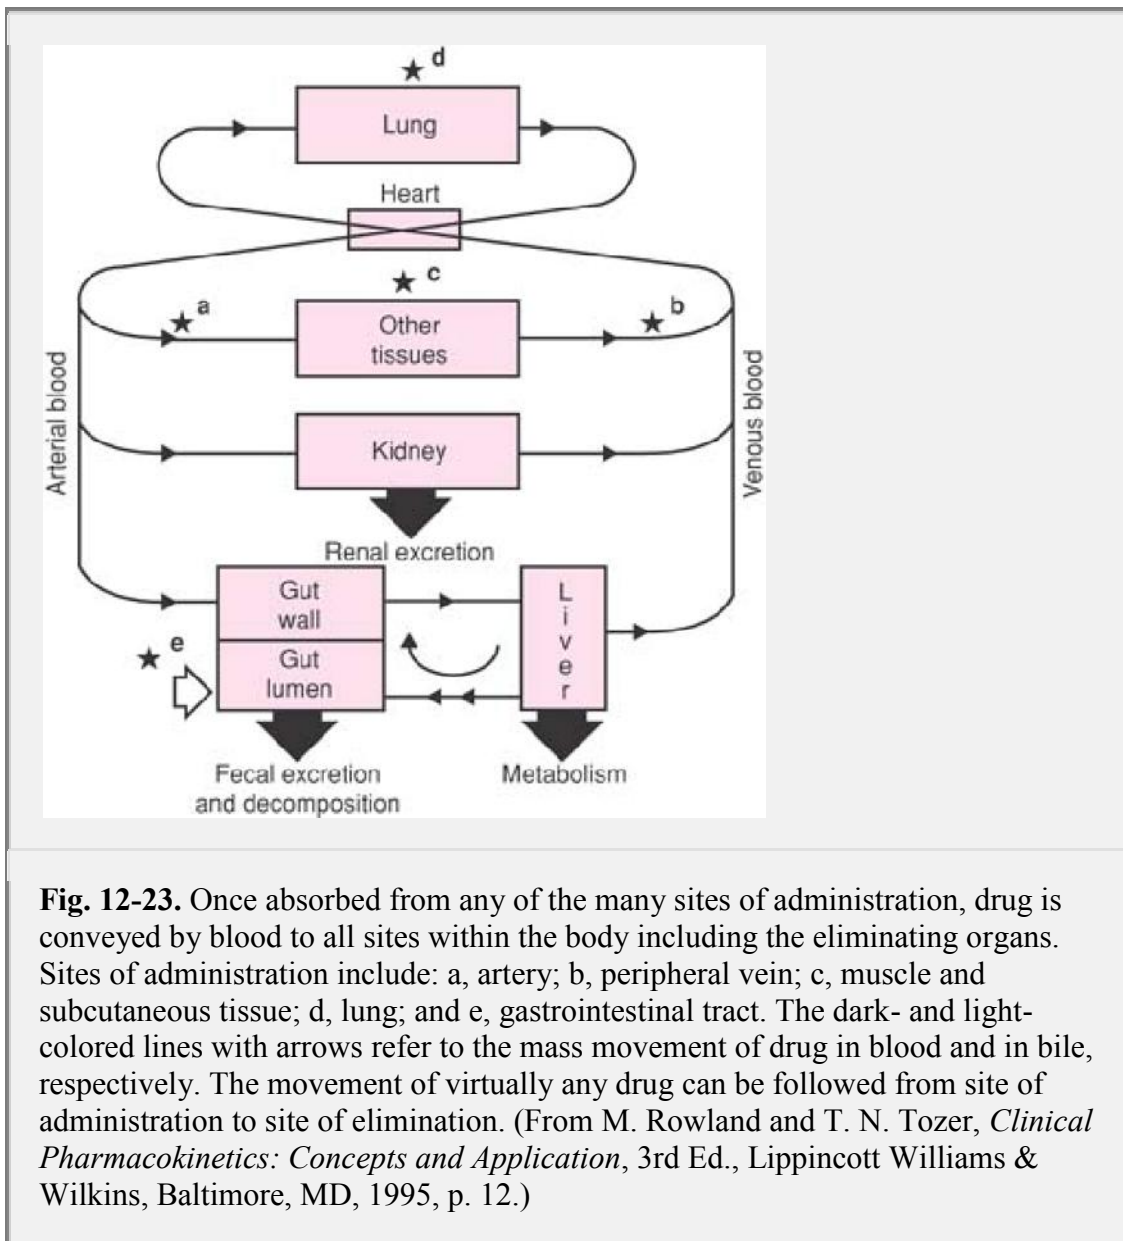 d
Lung
Heart
c
a
b
Other
tissues
Arterial blood
Venous blood
Kidney
Renal excretion
Gut
wall
L
i
v
e
r
e
Gut
lumen
Fecal excretion
and decomposition
Metabolism
Fig. 12-23. Once absorbed from any of the many sites of administration, drug is
conveyed by blood to all sites within the body including the eliminating organs.
Sites of administration include: a, artery; b, peripheral vein; c, muscle and
subcutaneous tissue; d, lung; and e, gastrointestinal tract. The dark- and light-
colored lines with arrows refer to the mass movement of drug in blood and in bile,
respectively. The movement of virtually any drug can be followed from site of
administration to site of elimination. (From M. Rowland and T. N. Tozer, Clinical
Pharmacokinetics: Concepts and Application, 3rd Ed., Lippincott Williams &
Wilkins, Baltimore, MD, 1995, p. 12.)